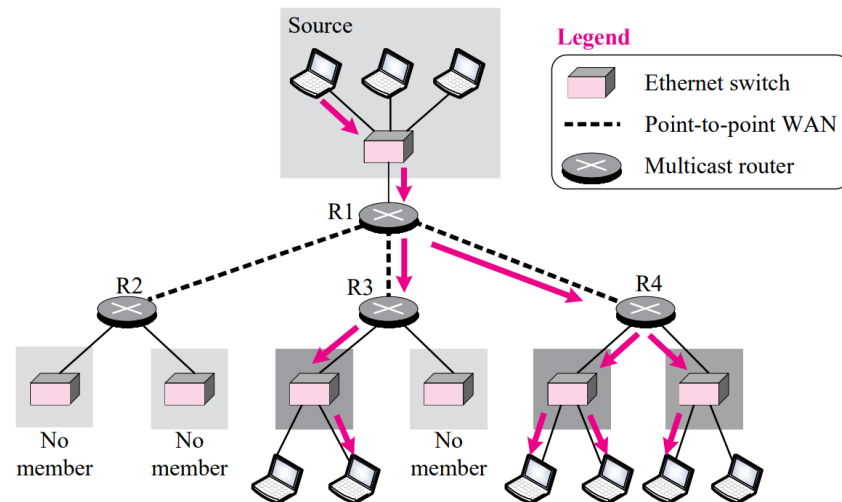 Source
Legend
Ethernet switch
Point-to-point WAN
Multicast router
R1
R2
R3
R4
No
member
No
member
No
member